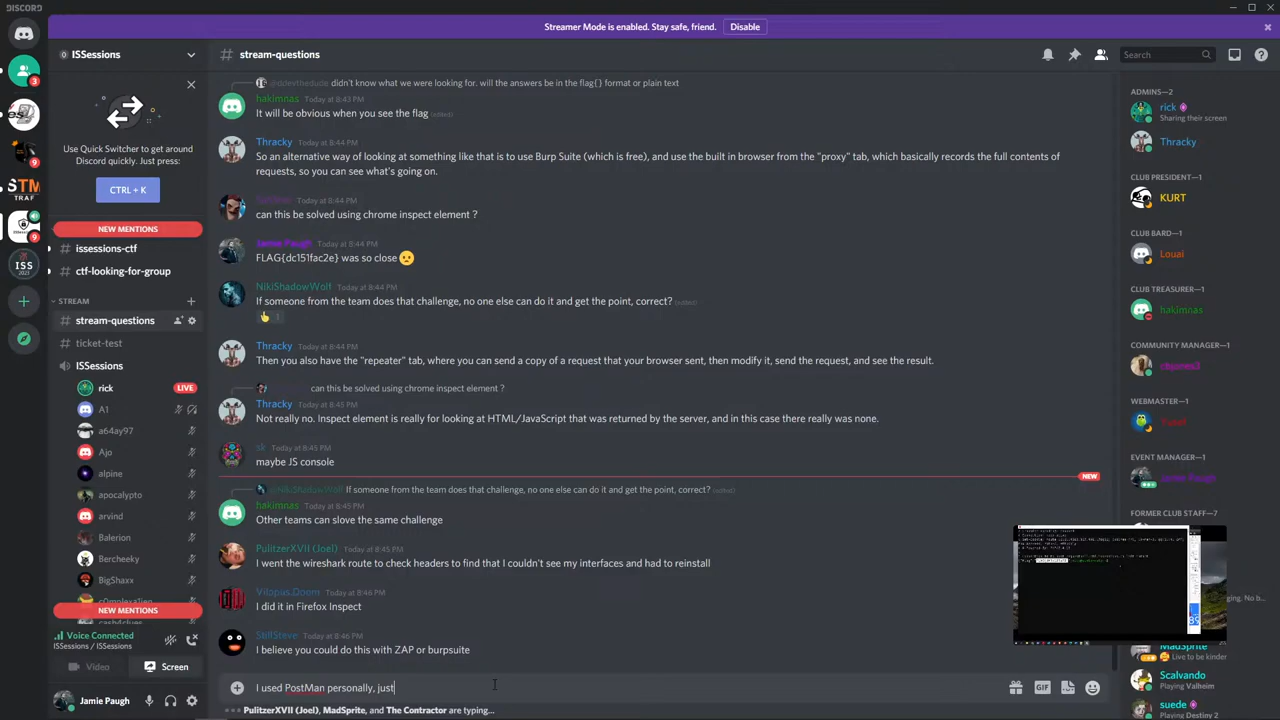 DISCORD
Streamer Mode is enabled. Stay safe, friend.
Disable
ISSessions
stream-questions
Search
Use Quick Switcher to get around
Discord quickly. Just press:
CTRL + K
NEW MENTIONS
issessions-ctf
ctf-looking-for-group
STREAM
stream-questions
ticket-test
ISSessions
rick
LIVE
A1
a64ay97
Ajo
alpine
apocalypto
arvind
Balerion
Bercheeky
BigShaxx
NEW MENTIONS
Voice Connected
ISSessions / ISSessions
Video
Screen
Jamie Paugh
didn't know what we were looking for. will the answers be in the flag{} format or plain text
hakimnas Today at 8:43 PM
It will be obvious when you see the flag (edited)
Thracky Today at 8:44 PM
So an alternative way of looking at something like that is to use Burp Suite (which is free), and use the built in browser from the "proxy" tab, which basically records the full contents of
requests, so you can see what's going on.
Today at 8:44 PM
can this be solved using chrome inspect element ?
Jamie Paugh Today at 8:44 PM
FLAG{dc151fac2e} was so close
NikiShadowWolf Today at 8:44 PM
If someone from the team does that challenge, no one else can do it and get the point, correct? (edited)
1
Thracky Today at 8:44 PM
Then you also have the "repeater" tab, where you can send a copy of a request that your browser sent, then modify it, send the request, and see the result.
can this be solved using chrome inspect element ?
Thracky Today at 8:45 PM
Not really no. Inspect element is really for looking at HTML/JavaScript that was returned by the server, and in this case there really was none.
sk Today at 8:45 PM
maybe JS console
NEW
@NikiShadowWolf If someone from the team does that challenge, no one else can do it and get the point, correct? (edited)
hakimnas Today at 8:45 PM
Other teams can slove the same challenge
PulitzerXVII (Joel) Today at 8:45 PM
I went the wireshark route to check headers to find that I couldn't see my interfaces and had to reinstall
Today at 8:46 PM
I did it in Firefox Inspect
StillSteve Today at 8:46 PM
I believe you could do this with ZAP or burpsuite
I used PostMan personally, just
GIF
PulitzerXVII (Joel), MadSprite, and The Contractor are typing...
ADMINS—2
rick
Sharing their screen
Thracky
CLUB PRESIDENT—1
KURT
CLUB BARD—1
Louai
CLUB TREASURER—1
hakimnas
COMMUNITY MANAGER—1
WEBMASTER—1
EVENT MANAGER—1
Jamie Paugh
FORMER CLUB STAFF—7
MadSprite
Live to be kinder
Scalvando
Playing Valheim
suede
Playing Destiny 2